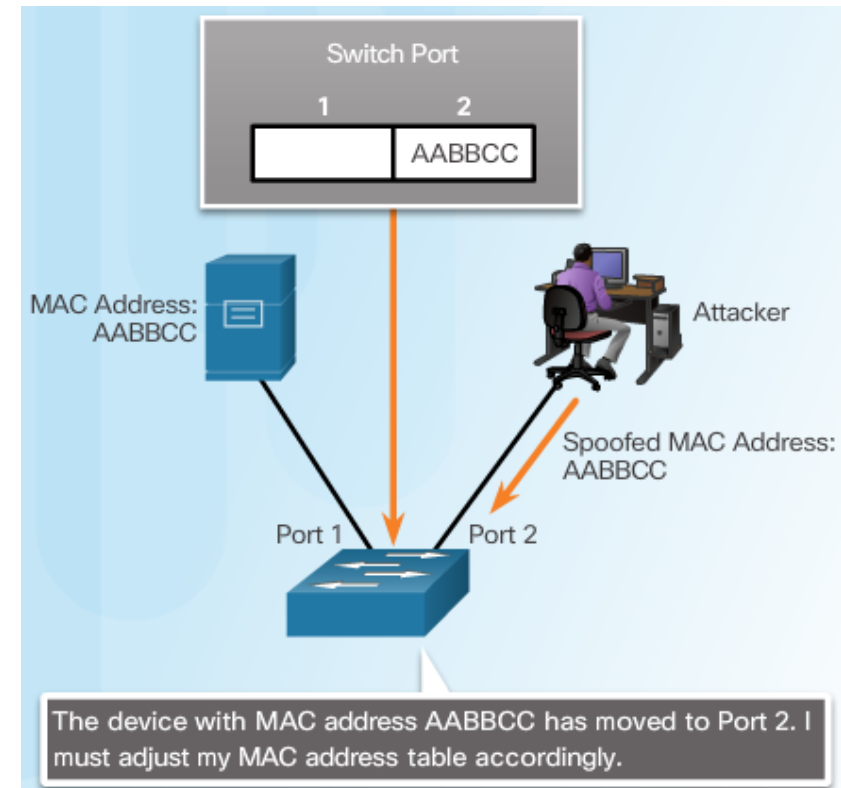 Switch Port
1 2
AABBCC
MAC Address:
AABBCC
Attacker
Spoofed MAC Address:
AABBCC
Port 1
Port 2
The device with MAC address AABBCC has moved to Port 2. I
must adjust my MAC address table accordingly.